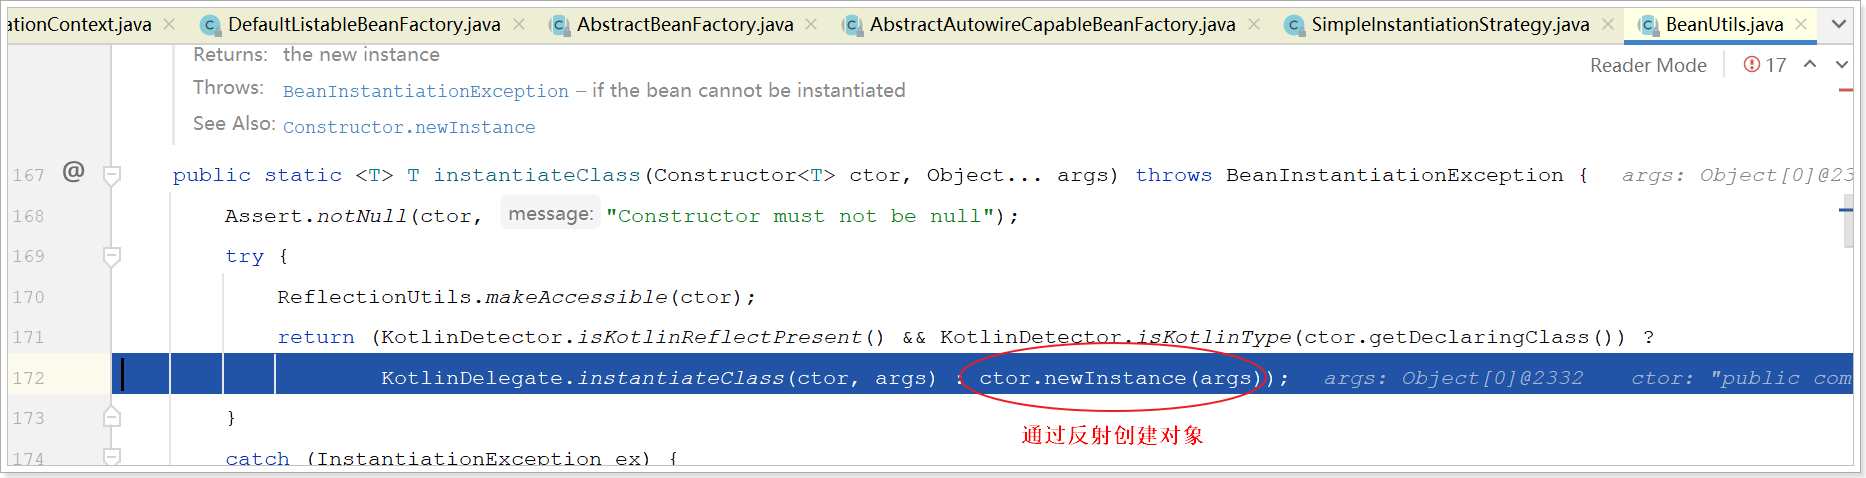 ationContext.java DefaultListableBeanFactory.java AbstractBeanFactory.java AbstractAutowireCapableBeanFactory.java SimpleInstantiationStrategy.java BeanUtils.java
Returns: the new instance
Reader Mode 17
Throws: BeanInstantiationException – if the bean cannot be instantiated
See Also: Constructor.newInstance
167 @ public static <T> T instantiateClass(Constructor<T> ctor, Object... args) throws BeanInstantiationException { args: Object[0]@23
168 Assert.notNull(ctor, message: "Constructor must not be null");
169 try {
170 ReflectionUtils.makeAccessible(ctor);
171 return (KotlinDetector.isKotlinReflectPresent() && KotlinDetector.isKotlinType(ctor.getDeclaringClass()) ?
172 KotlinDelegate.instantiateClass(ctor, args) : ctor.newInstance(args)); args: Object[0]@2332 ctor: "public com
173 }
通过反射创建对象
174 catch (InstantiationException ex) {